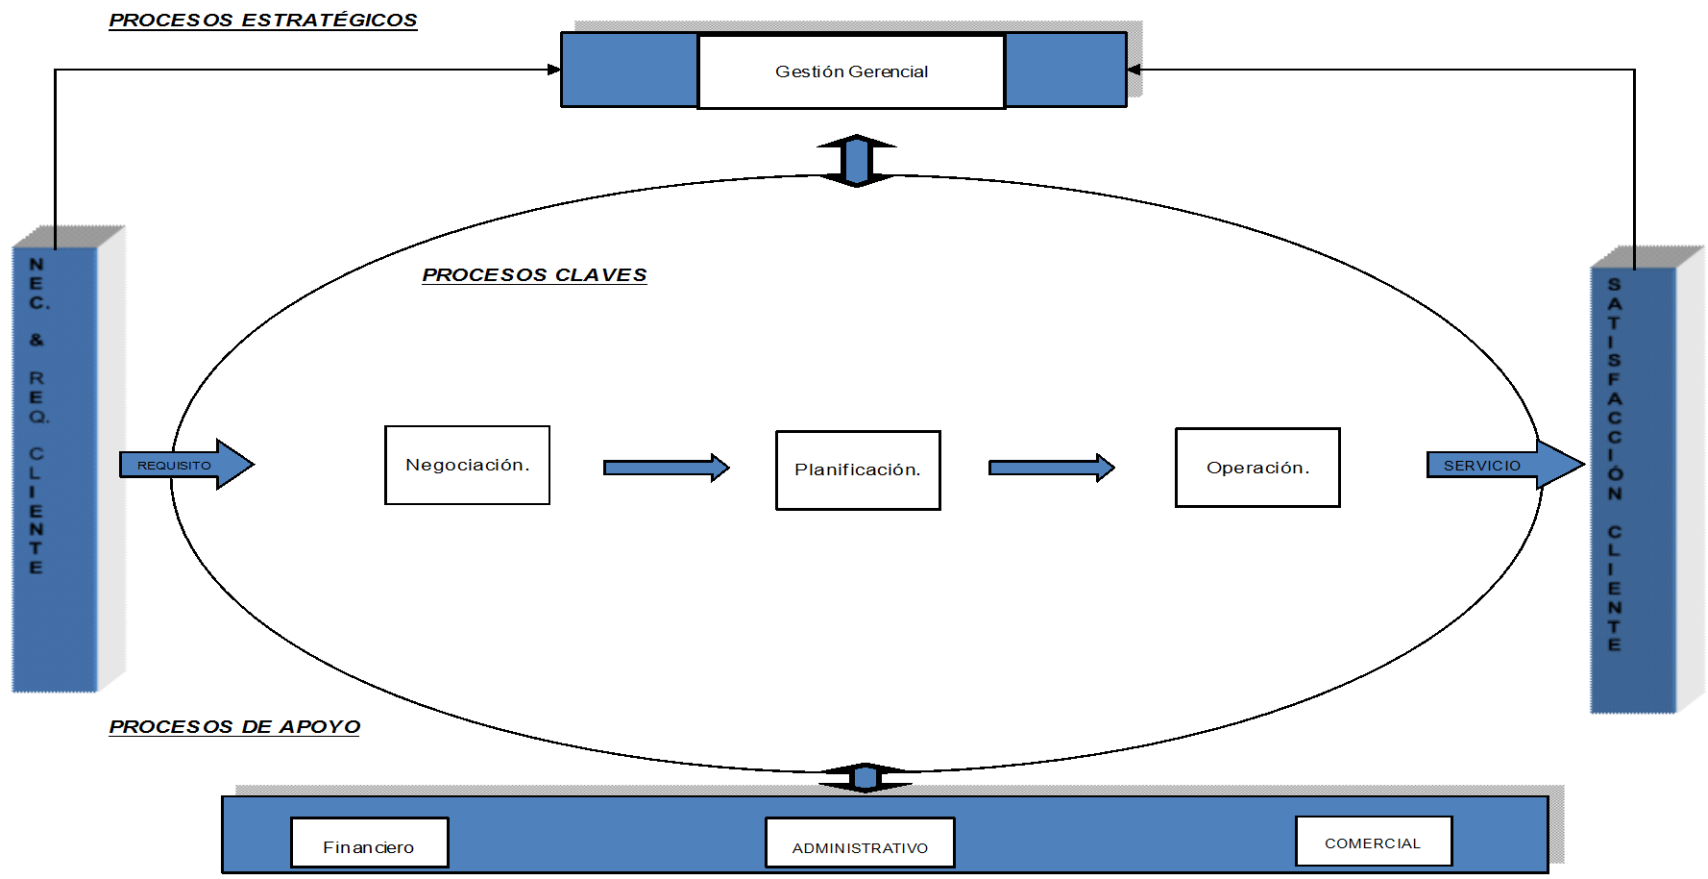 PROCESOS ESTRATÉGICOS
Gestión Gerencial
NEC. & REQ. CLIENTE
PROCESOS CLAVES
SATISFACCIÓN CLIENTE
REQUISITO
Negociación.
Planificación.
Operación.
SERVICIO
PROCESOS DE APOYO
Financiero
ADMINISTRATIVO
COMERCIAL